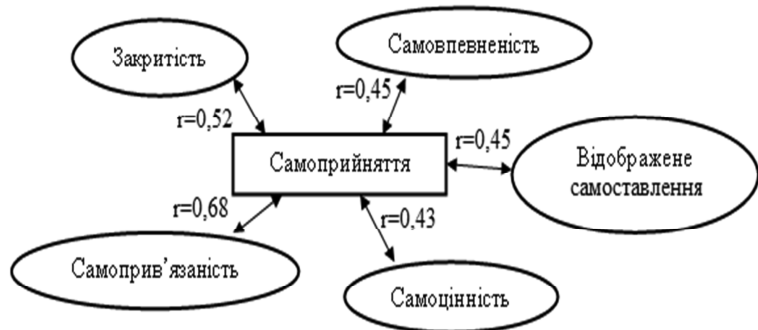 Закритість
Самовпевненість
r=0,45
r=0,52
r=0,45
Самоприйняття
Відображене
самоставлення
r=0,68
r=0,43
Самоприв’язаність
Самоцінність